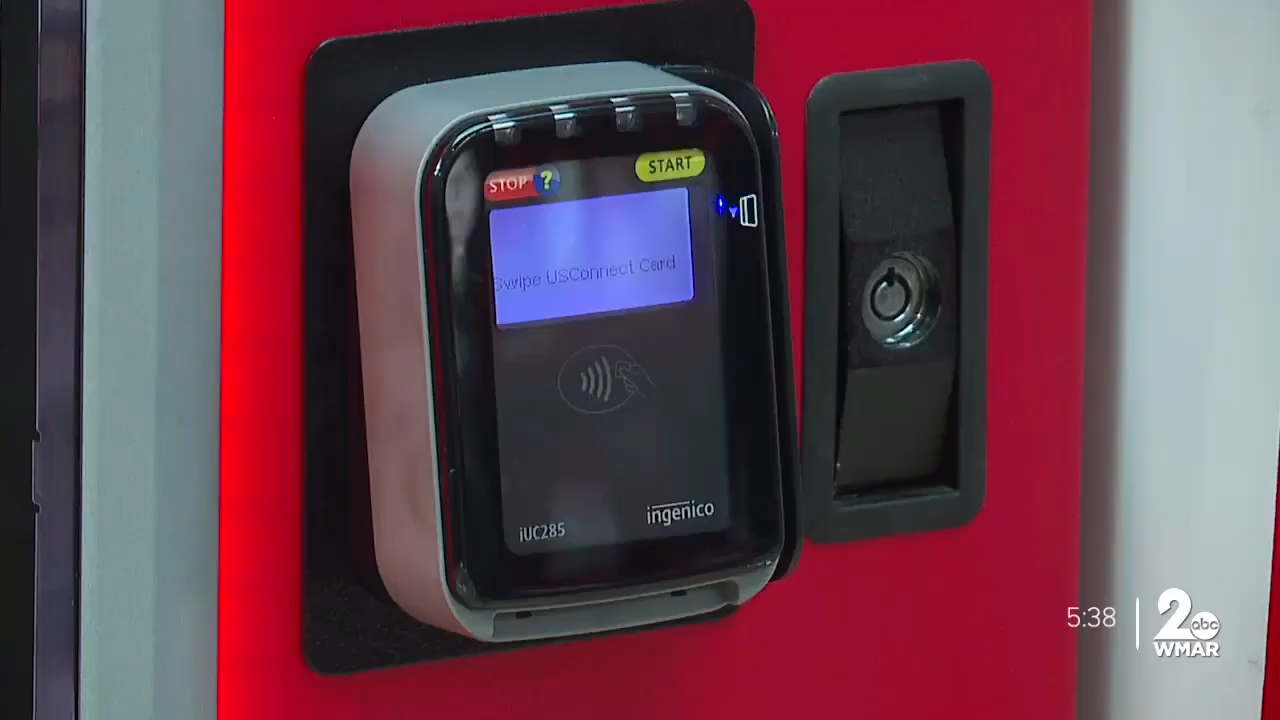 STOP ? START
Swipe USConnect Card
iUC285 ingenico
5:38 2 abc
WMAR